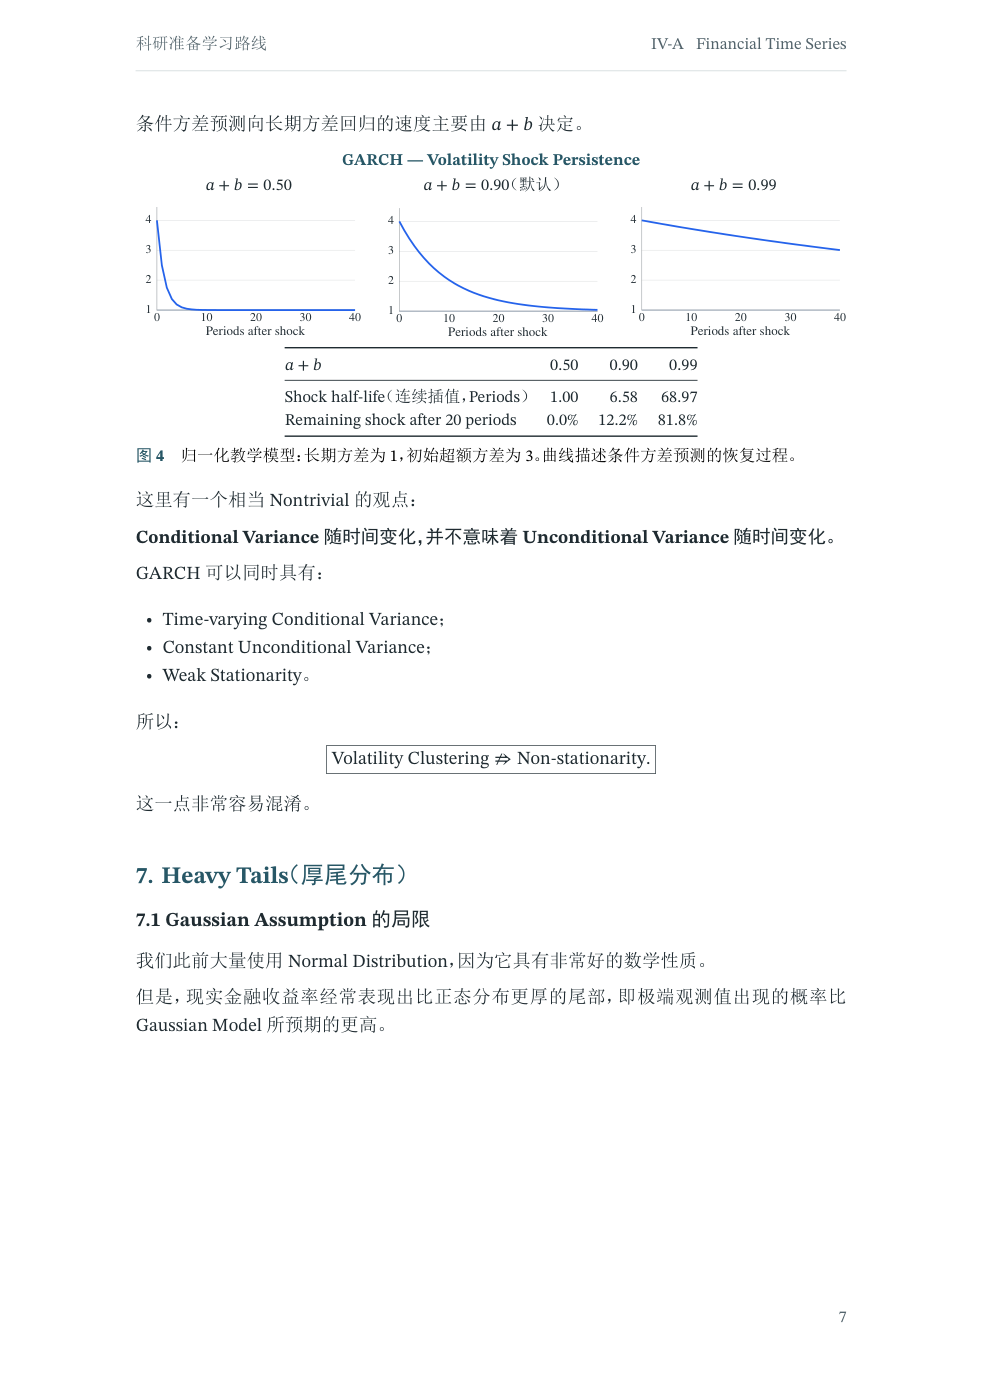 科研准备学习路线
IV-A Financial Time Series
条件方差预测向长期方差回归的速度主要由 a + b 决定。
GARCH — Volatility Shock Persistence
a + b = 0.50
a + b = 0.90（默认）
a + b = 0.99
4
3
2
1
0 10 20 30 40
Periods after shock
4
3
2
1
0 10 20 30 40
Periods after shock
4
3
2
1
0 10 20 30 40
Periods after shock
a + b 0.50 0.90 0.99
Shock half-life（连续插值，Periods） 1.00 6.58 68.97
Remaining shock after 20 periods 0.0% 12.2% 81.8%
图 4 归一化教学模型：长期方差为 1，初始超额方差为 3。曲线描述条件方差预测的恢复过程。
这里有一个相当 Nontrivial 的观点：
Conditional Variance 随时间变化，并不意味着 Unconditional Variance 随时间变化。
GARCH 可以同时具有：
• Time-varying Conditional Variance；
• Constant Unconditional Variance；
• Weak Stationarity。
所以：
Volatility Clustering ⇏ Non-stationarity.
这一点非常容易混淆。
7. Heavy Tails（厚尾分布）
7.1 Gaussian Assumption 的局限
我们此前大量使用 Normal Distribution，因为它具有非常好的数学性质。
但是，现实金融收益率经常表现出比正态分布更厚的尾部，即极端观测值出现的概率比
Gaussian Model 所预期的更高。
7